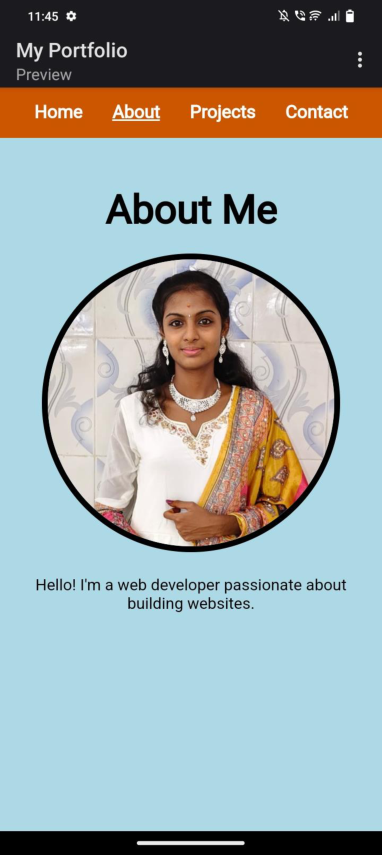 11:45
My Portfolio
Preview
Home About Projects Contact
About Me
Hello! I'm a web developer passionate about
building websites.